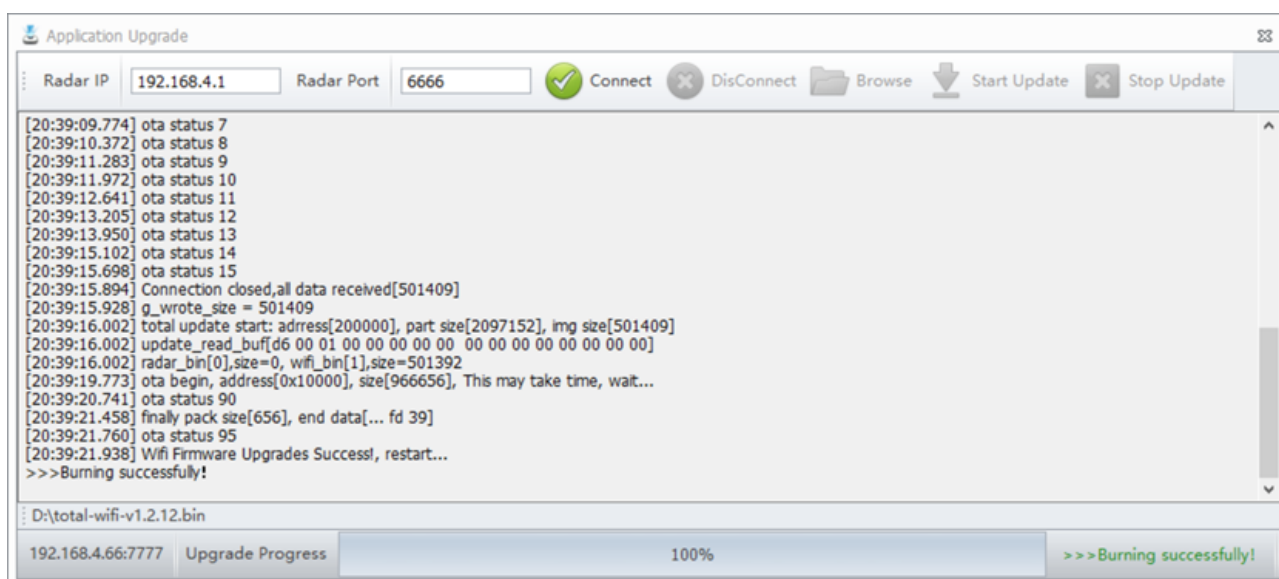 Application Upgrade
Radar IP 192.168.4.1 Radar Port 6666 Connect DisConnect Browse Start Update Stop Update
[20:39:09.774] ota status 7
[20:39:10.372] ota status 8
[20:39:11.283] ota status 9
[20:39:11.972] ota status 10
[20:39:12.641] ota status 11
[20:39:13.205] ota status 12
[20:39:13.950] ota status 13
[20:39:15.102] ota status 14
[20:39:15.698] ota status 15
[20:39:15.894] Connection closed,all data received[501409]
[20:39:15.928] g_wrote_size = 501409
[20:39:16.002] total update start: adrress[200000], part size[2097152], img size[501409]
[20:39:16.002] update_read_buf[d6 00 01 00 00 00 00 00  00 00 00 00 00 00 00 00]
[20:39:16.002] radar_bin[0],size=0, wifi_bin[1],size=501392
[20:39:19.773] ota begin, address[0x10000], size[966656], This may take time, wait...
[20:39:20.741] ota status 90
[20:39:21.458] finally pack size[656], end data[... fd 39]
[20:39:21.760] ota status 95
[20:39:21.938] Wifi Firmware Upgrades Success!, restart...
>>>Burning successfully!
D:\total-wifi-v1.2.12.bin
192.168.4.66:7777 Upgrade Progress 100% >>>Burning successfully!